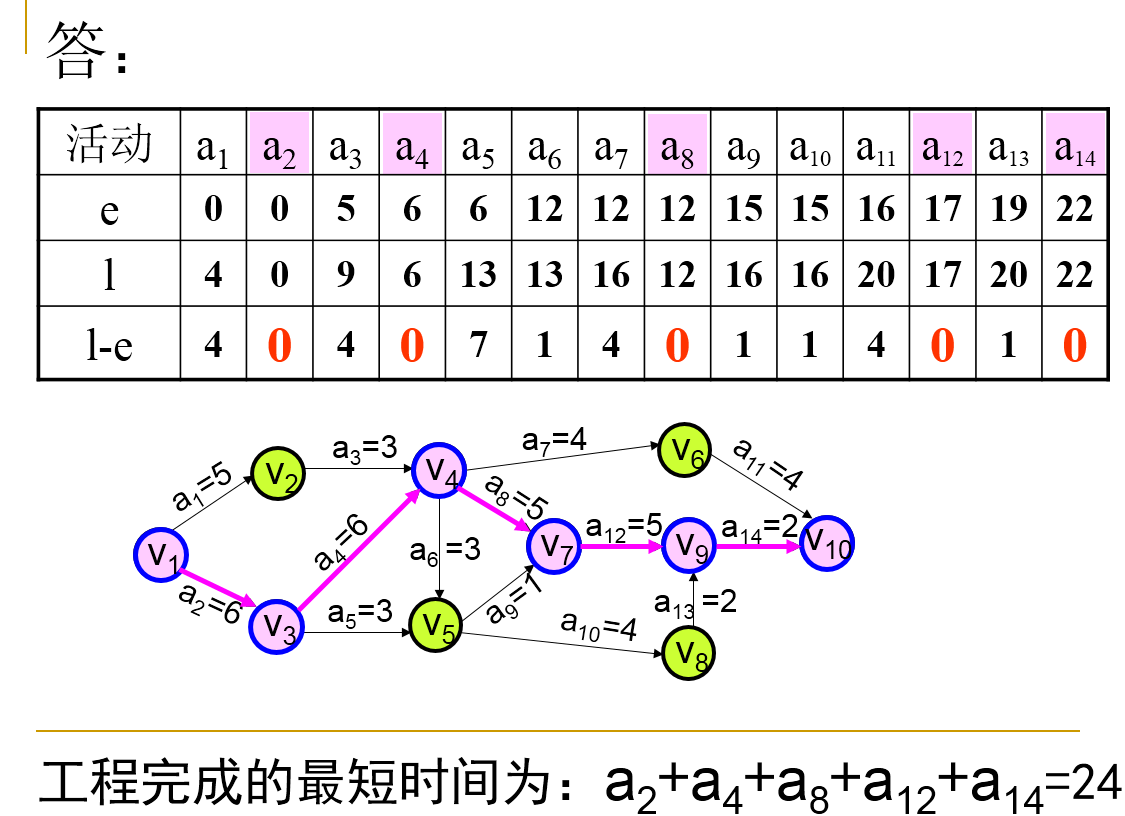 答：
活动 a₁ a₂ a₃ a₄ a₅ a₆ a₇ a₈ a₉ a₁₀ a₁₁ a₁₂ a₁₃ a₁₄
e 0 0 5 6 6 12 12 12 15 15 16 17 19 22
l 4 0 9 6 13 13 16 12 16 16 20 17 20 22
l-e 4 0 4 0 7 1 4 0 1 1 4 0 1 0
a₁=5
v₂
a₃=3
v₄
a₇=4
v₆
a₁₁=4
a₈=5
a₄=6
a₆=3
v₁
v₇
a₁₂=5
v₉
a₁₄=2
v₁₀
a₂=6
v₃
a₅=3
v₅
a₉=1
a₁₀=4
a₁₃=2
v₈
工程完成的最短时间为：a₂+a₄+a₈+a₁₂+a₁₄=24